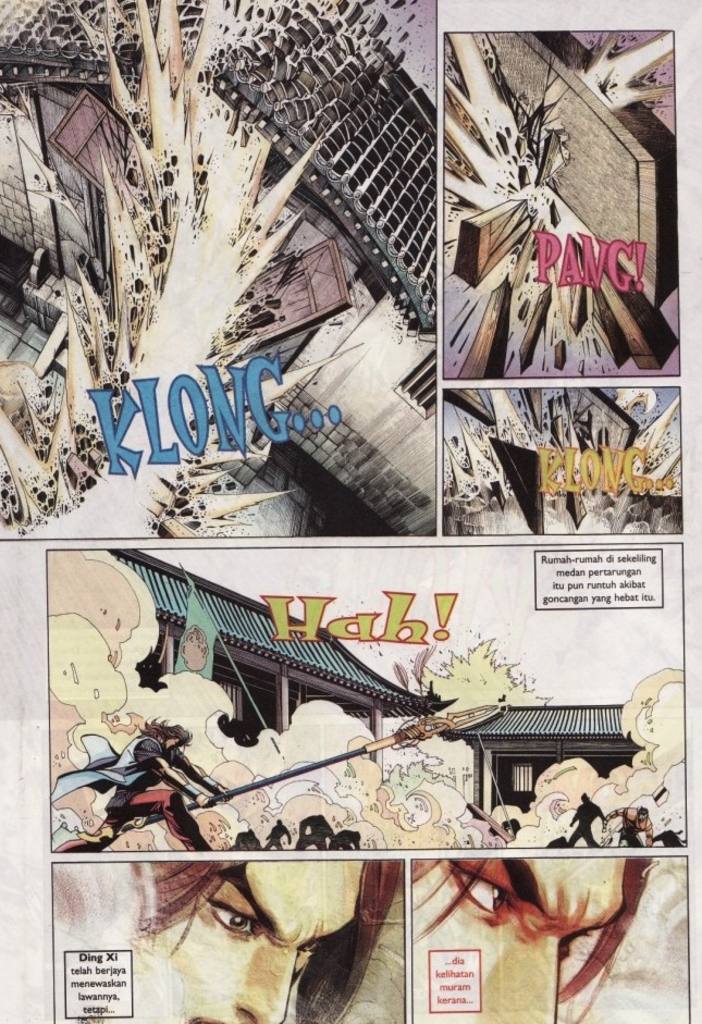 KLONG...
PANG!
KLONG...
Rumah-rumah di sekeliling
medan pertarungan
itu pun runtuh akibat
goncangan yang hebat itu.
Hah!
Ding Xi
telah berjaya
menewaskan
lawannya,
tetapi...
...dia
kelihatan
muram
kerana...